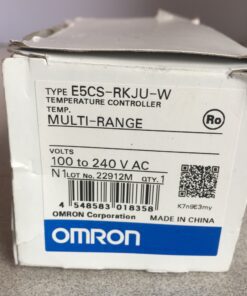 TYPE E5CS-RKJU-W
TEMPERATURE CONTROLLER
TEMP.
MULTI-RANGE
Ro
VOLTS
100 to 240 V AC
N1 LOT No. 22912M QTY. 1
4 548583 018358
K7n9E3my
OMRON Corporation MADE IN CHINA
OMRON